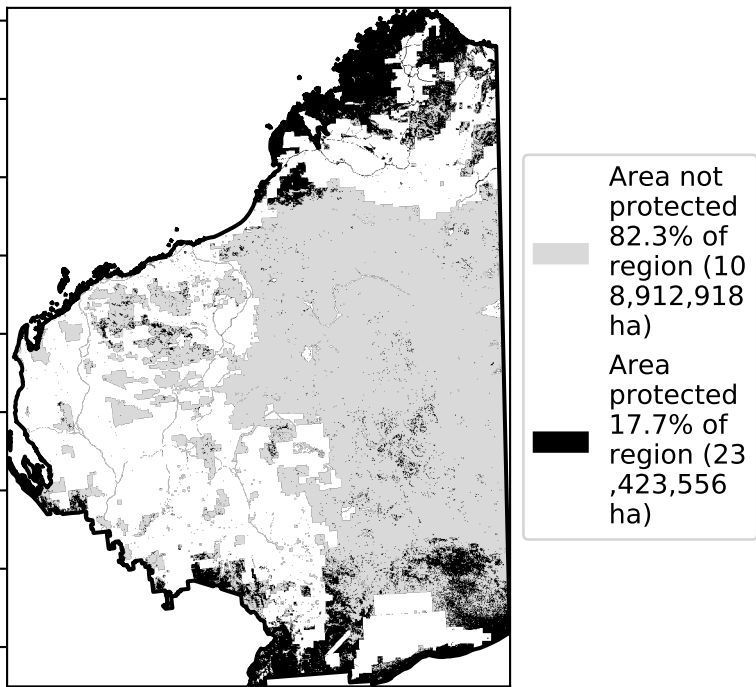 Area not
protected
82.3% of
region (10
8,912,918
ha)
Area
protected
17.7% of
region (23
,423,556
ha)